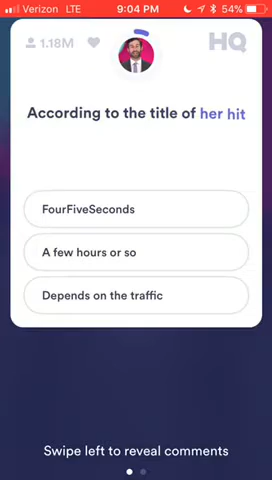 Verizon LTE 9:04 PM 54%
1.18M HQ
According to the title of her hit
FourFiveSeconds
A few hours or so
Depends on the traffic
Swipe left to reveal comments